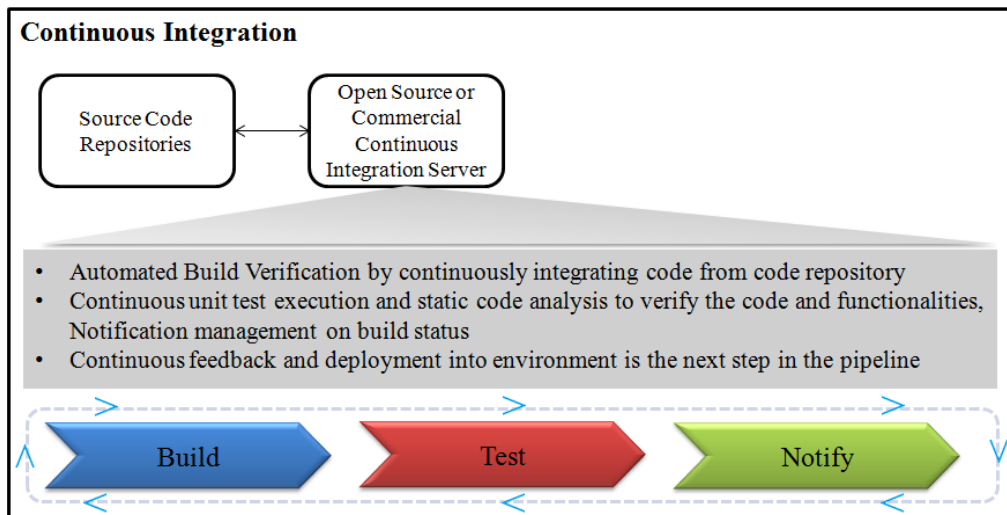 Continuous Integration
Source Code
Repositories
Open Source or
Commercial
Continuous
Integration Server
• Automated Build Verification by continuously integrating code from code repository
• Continuous unit test execution and static code analysis to verify the code and functionalities,
Notification management on build status
• Continuous feedback and deployment into environment is the next step in the pipeline
Build
Test
Notify